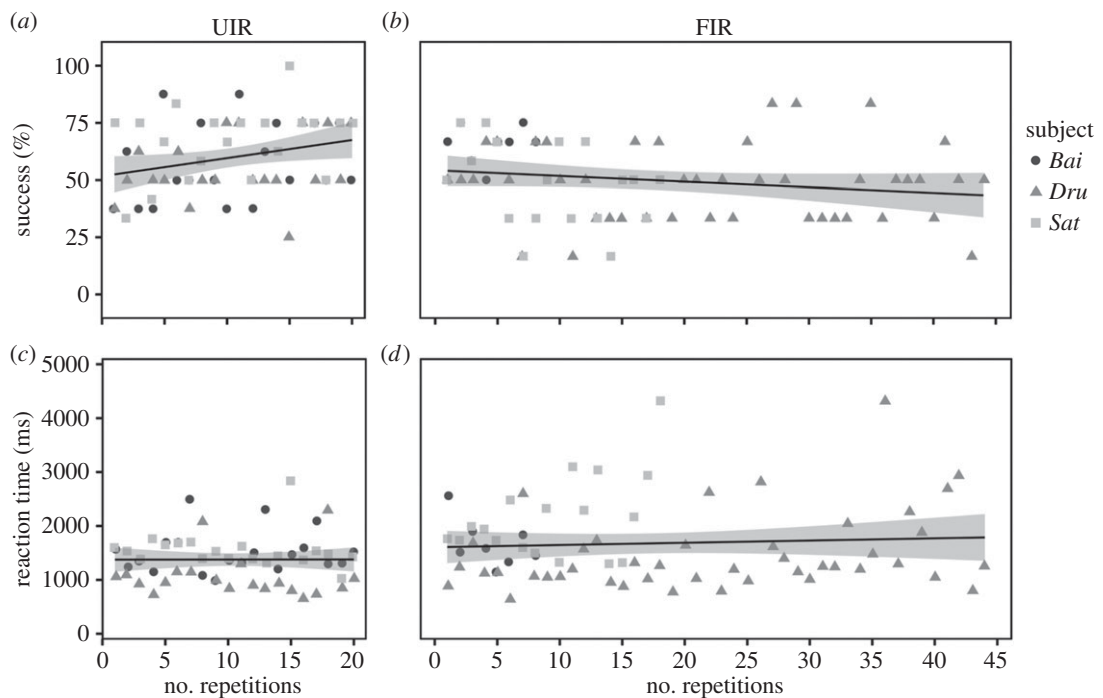 (a) UIR (b) FIR
100
75
50
25
0
success (%)
subject
Bai
Dru
Sat
(c) (d)
5000
4000
3000
2000
1000
0
reaction time (ms)
0 5 10 15 20
no. repetitions
0 5 10 15 20 25 30 35 40 45
no. repetitions